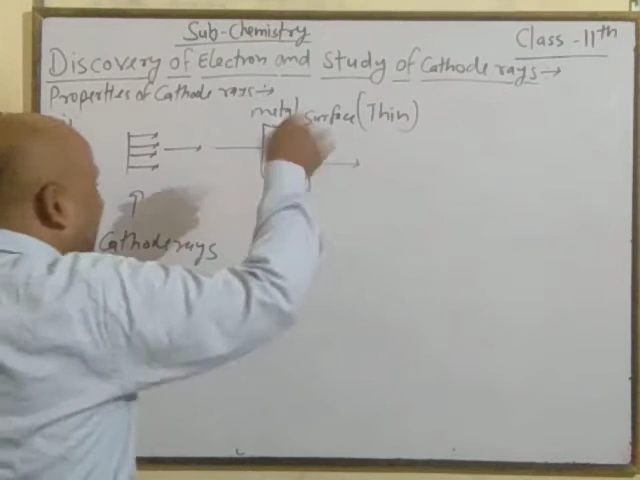 Sub-Chemistry
Class -11th
Discovery of Electron and Study of Cathode rays→
Properties of Cathode rays→
metal surface (Thin)
Cathode rays